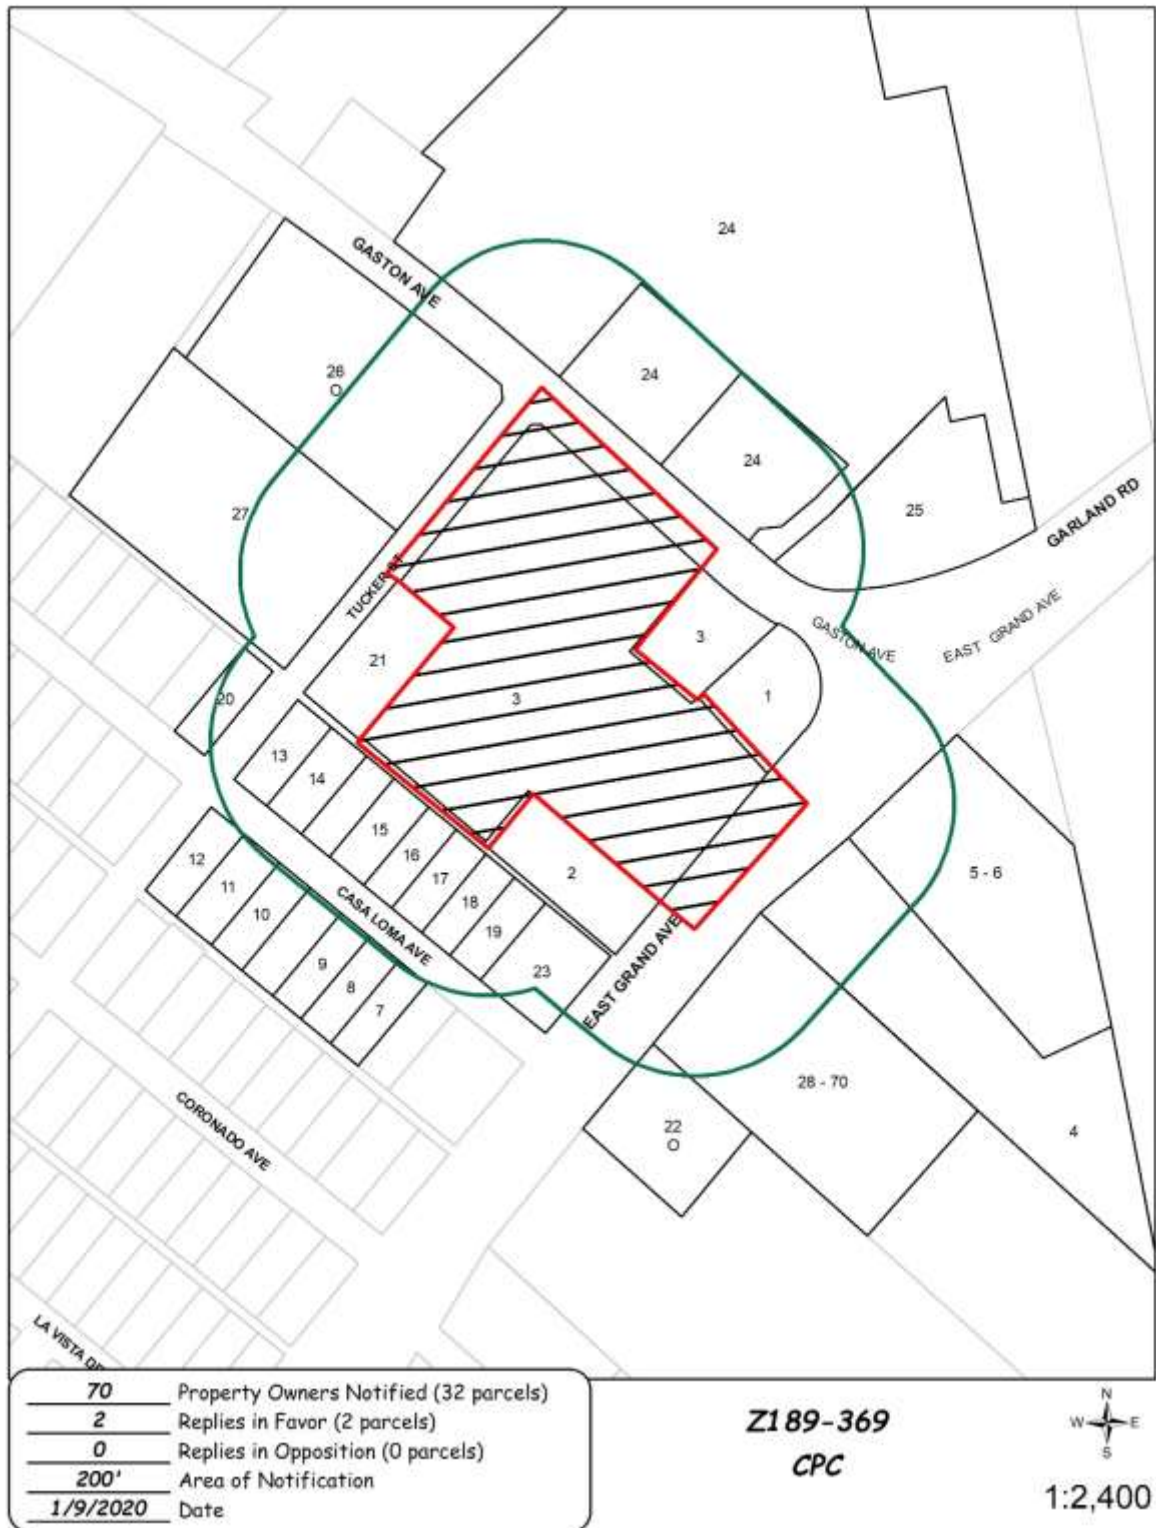 24
GASTON AVE
26
O
24
24
25
GARLAND RD
27
TUCKER ST
GASTON AVE
EAST GRAND AVE
3
21
20
3
1
13
14
15
16
17
18
19
23
2
12
11
10
9
8
7
CASA LOMA AVE
EAST GRAND AVE
5 - 6
28 - 70
22
O
4
CORONADO AVE
LA VISTA DR
70 Property Owners Notified (32 parcels)
2 Replies in Favor (2 parcels)
0 Replies in Opposition (0 parcels)
200' Area of Notification
1/9/2020 Date
Z189-369
CPC
N
W E
S
1:2,400